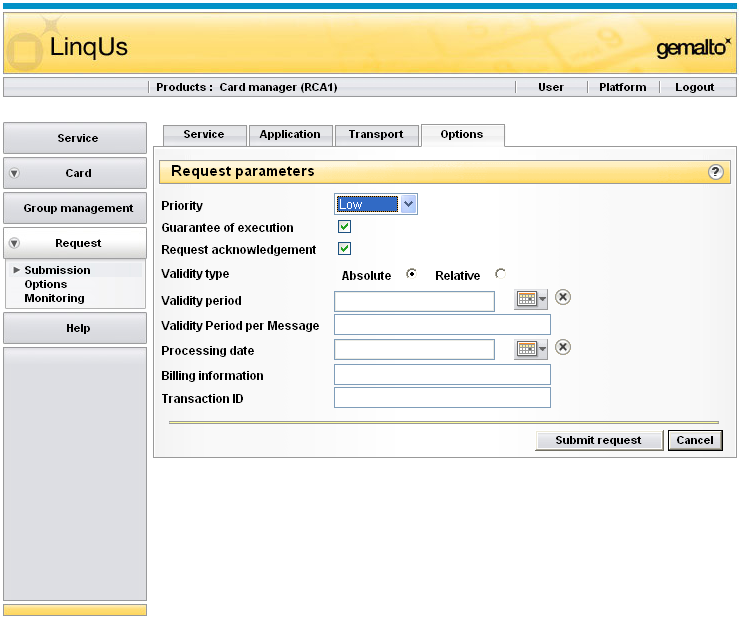 LinqUs
gemalto
Products : Card manager (RCA1)
User
Platform
Logout
Service
Card
Group management
Request
Submission
Options
Monitoring
Help
Service
Application
Transport
Options
Request parameters
?
Priority
Low
Guarantee of execution
Request acknowledgement
Validity type
Absolute
Relative
Validity period
Validity Period per Message
Processing date
Billing information
Transaction ID
Submit request
Cancel